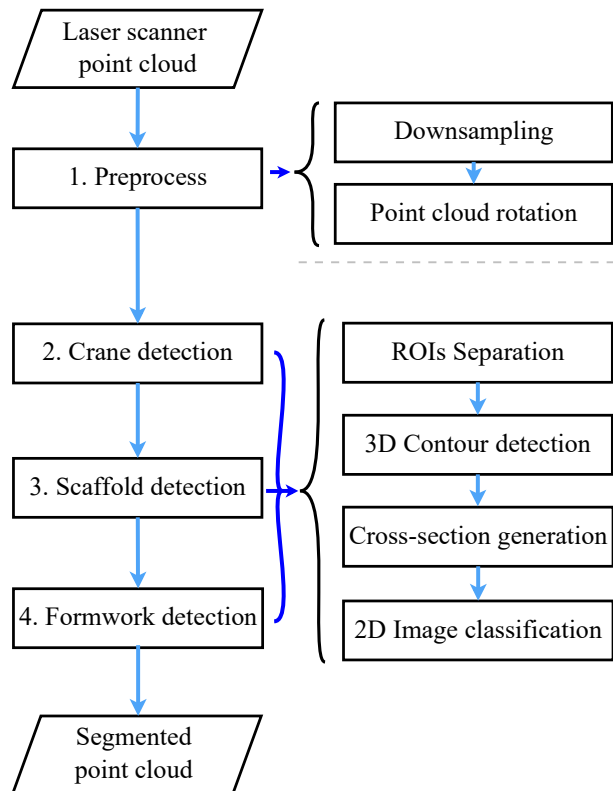 Laser scanner
point cloud
1. Preprocess
Downsampling
Point cloud rotation
2. Crane detection
3. Scaffold detection
4. Formwork detection
ROIs Separation
3D Contour detection
Cross-section generation
2D Image classification
Segmented
point cloud